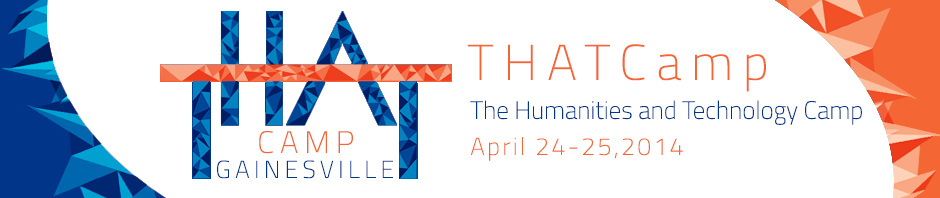 THAT
CAMP
GAINESVILLE
THATCamp
The Humanities and Technology Camp
April 24-25,2014